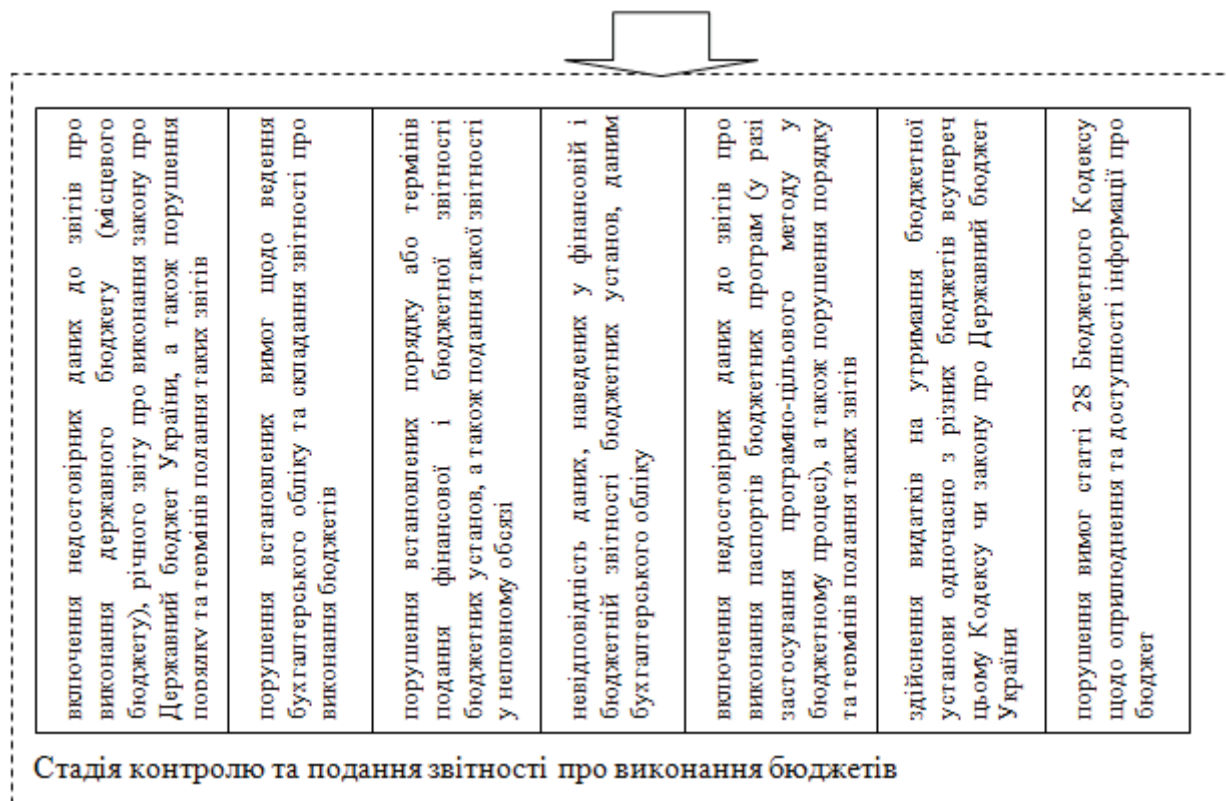 включення недостовірних даних до звітів про
виконання державного бюджету (місцевого
бюджету), річного звіту про виконання закону про
Державний бюджет України, а також порушення
порядку та термінів подання таких звітів
порушення встановлених вимог щодо ведення
бухгалтерського обліку та складання звітності про
виконання бюджетів
порушення встановлених порядку або термінів
подання фінансової і бюджетної звітності
бюджетних установ, а також подання такої звітності
у неповному обсязі
невідповідність даних, наведених у фінансовій і
бюджетній звітності бюджетних установ, даним
бухгалтерського обліку
включення недостовірних даних до звітів про
виконання паспортів бюджетних програм (у разі
застосування програмно-цільового методу у
бюджетному процесі), а також порушення порядку
та термінів подання таких звітів
здійснення видатків на утримання бюджетної
установи одночасно з різних бюджетів всупереч
цьому Кодексу чи закону про Державний бюджет
України
порушення вимог статті 28 Бюджетного Кодексу
щодо оприлюднення та доступності інформації про
бюджет
Стадія контролю та подання звітності про виконання бюджетів